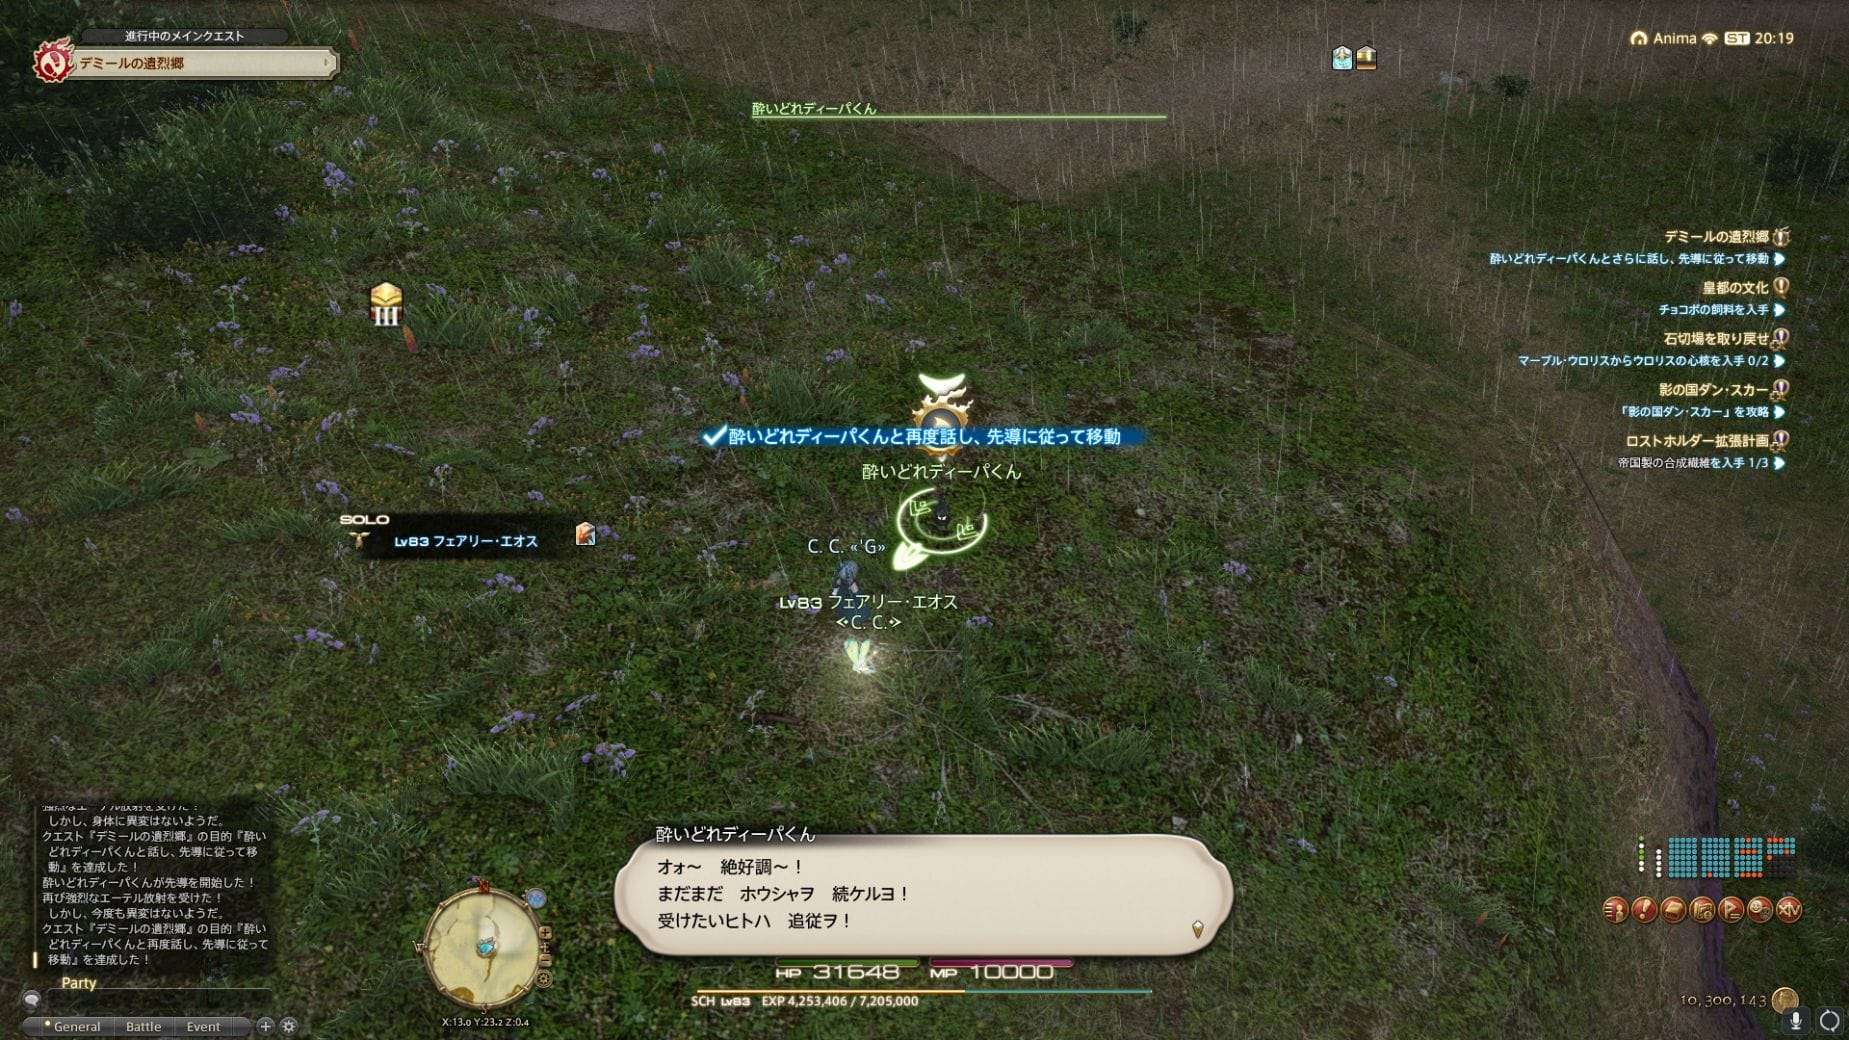 進行中のメインクエスト
デミールの遺烈郷
Anima ST 20:19
酔いどれディーパくん
デミールの遺烈郷
酔いどれディーパくんとさらに話し、先導に従って移動
皇都の文化
チョコボの飼料を入手
石切場を取り戻せ
マーブル・ウロリスからウロリスの心核を入手 0/2
影の国ダン・スカー
「影の国ダン・スカー」を攻略
ロストホルダー拡張計画
帝国製の合成繊維を入手 1/3
III
酔いどれディーパくんと再度話し、先導に従って移動
酔いどれディーパくん
SOLO
Lv83 フェアリー・エオス
C. C. «'G»
Lv83 フェアリー・エオス
<・C. C.・>
強烈なエーテル放射を受けた！
しかし、身体に異変はないようだ。
クエスト『デミールの遺烈郷』の目的『酔い
どれディーパくんと話し、先導に従って移
動』を達成した！
酔いどれディーパくんが先導を開始した！
再び強烈なエーテル放射を受けた！
しかし、今度も異変はないようだ。
クエスト『デミールの遺烈郷』の目的『酔い
どれディーパくんと再度話し、先導に従って
移動』を達成した！
Party
General Battle Event
X:13.0 Y:23.2 Z:0.4
酔いどれディーパくん
オォ〜　絶好調〜！
まだまだ　ホウシャヲ　続ケルヨ！
受けたいヒトハ　追従ヲ！
HP 31648 MP 10000
SCH Lv83 EXP 4,253,406 / 7,205,000
XIV
10,300,143